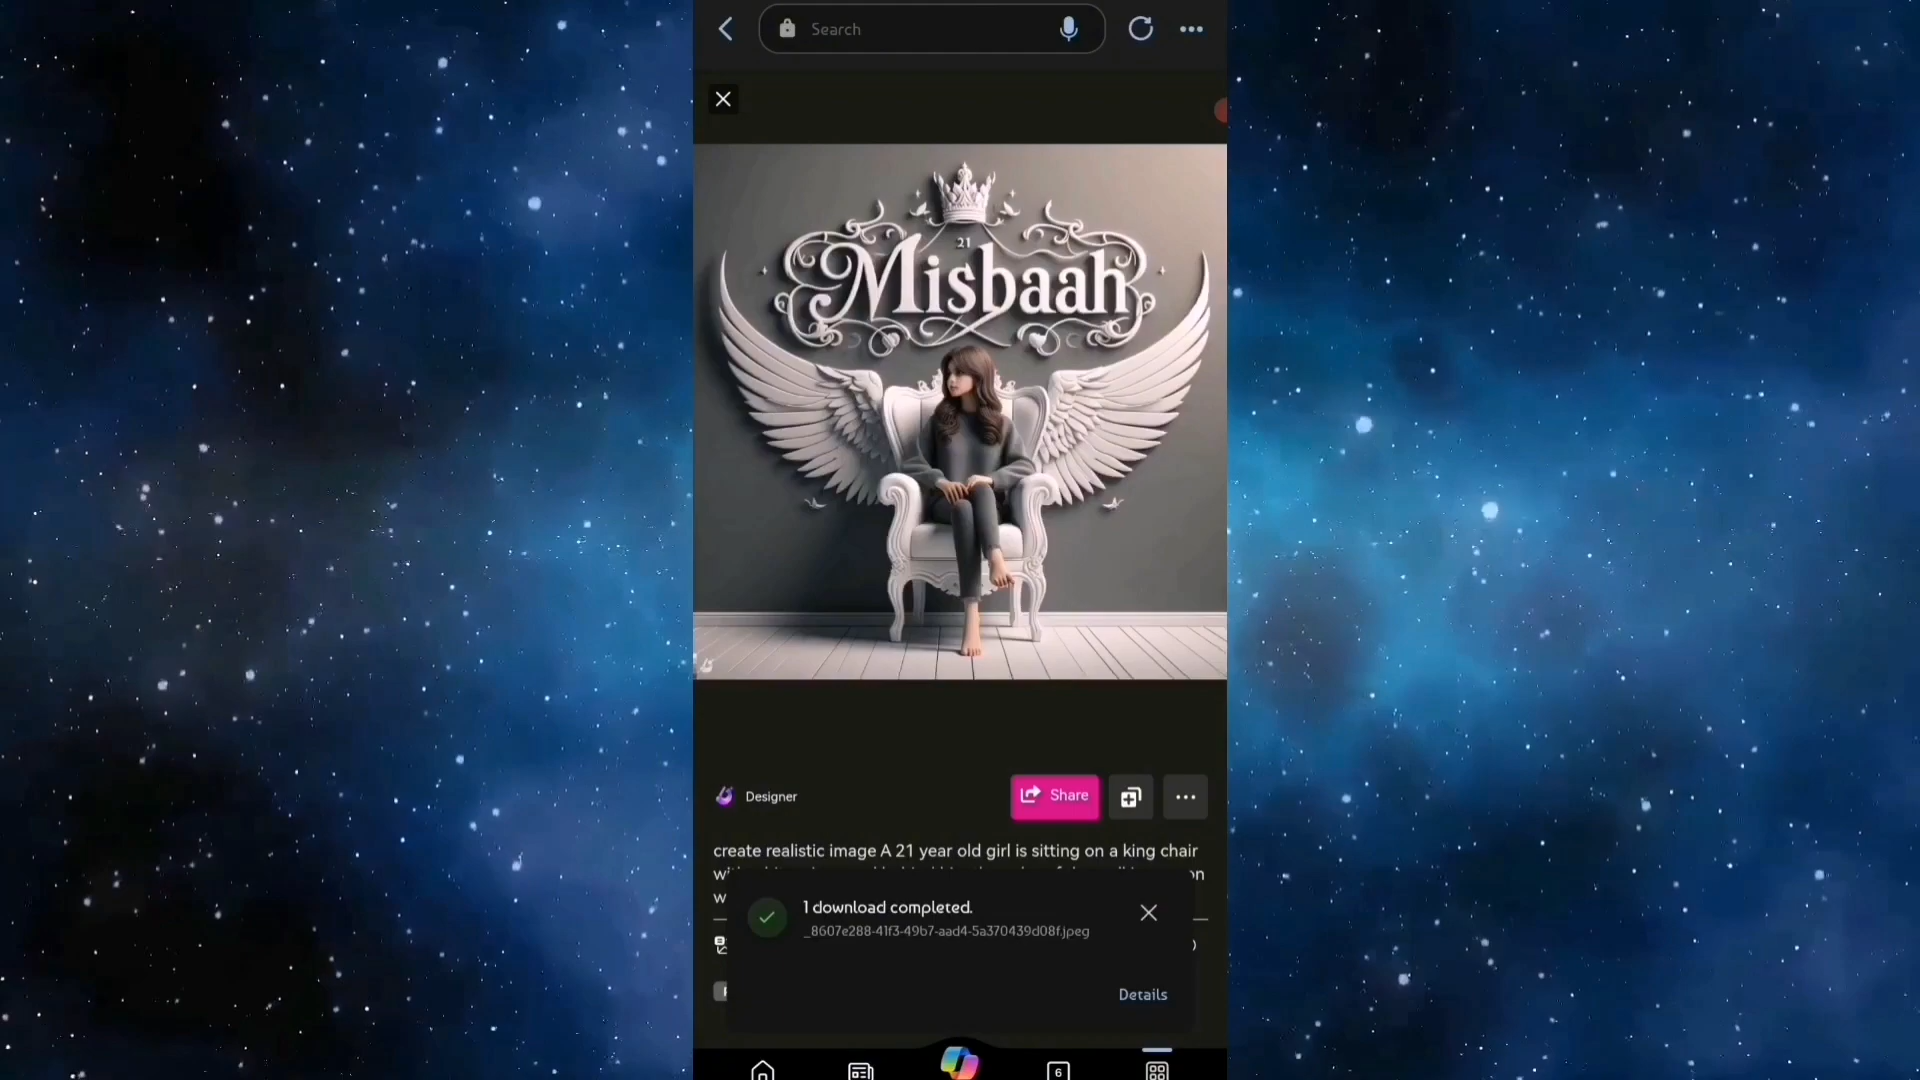 Search
21
Misbaah
Designer
Share
create realistic image A 21 year old girl is sitting on a king chair
1 download completed.
_8607e288-41f3-49b7-aad4-5a370439d08f.jpeg
Details
6